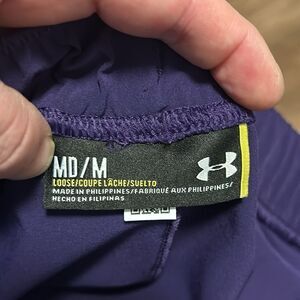 MD/M
LOOSE/COUPE LÂCHE/SUELTO
MADE IN PHILIPPINES/FABRIQUÉ AUX PHILIPPINES/
HECHO EN FILIPINAS